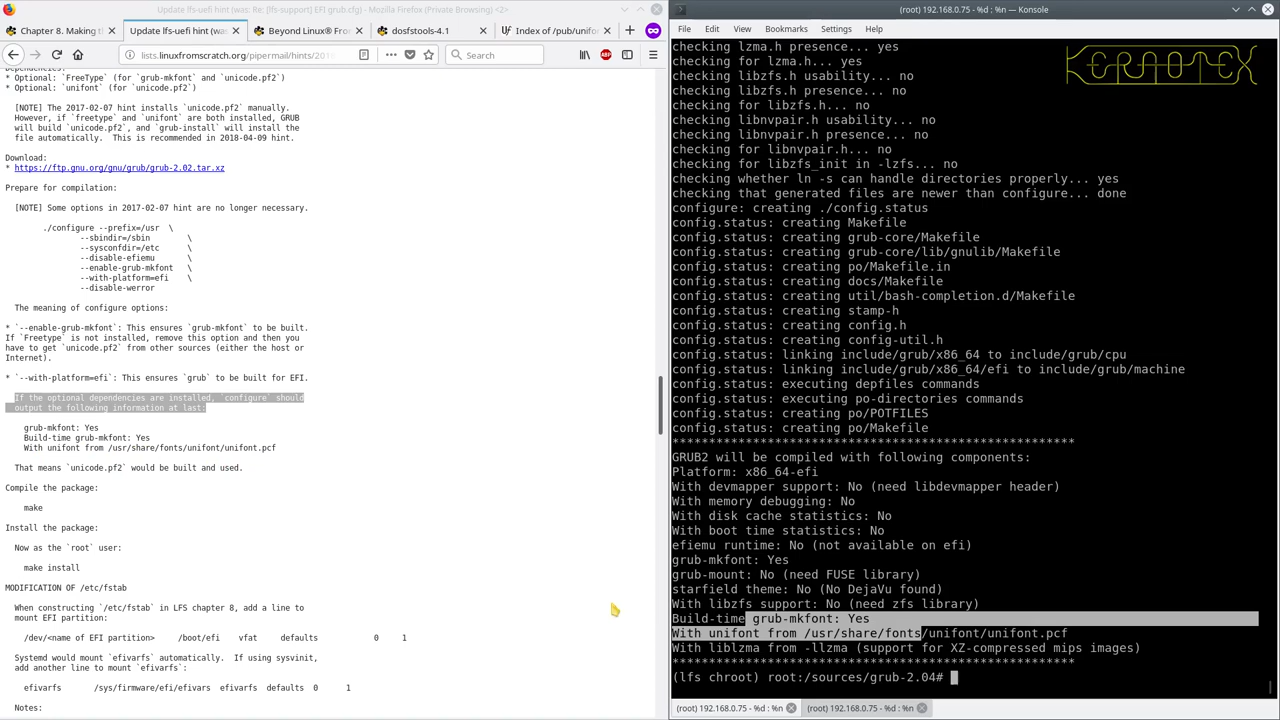 Update lfs-uefi hint (was: Re: [lfs-support] EFI grub.cfg) - Mozilla Firefox (Private Browsing) <2>
Chapter 8. Making t
Update lfs-uefi hint (was:
Beyond Linux® From
dosfstools-4.1
Index of /pub/unifon
lists.linuxfromscratch.org/pipermail/hints/2018
Search
* Optional: `FreeType` (for `grub-mkfont` and `unicode.pf2`)
* Optional: `unifont` (for `unicode.pf2`)
[NOTE] The 2017-02-07 hint installs `unicode.pf2` manually.
However, if `freetype` and `unifont` are both installed, GRUB
will build `unicode.pf2`, and `grub-install` will install the
file automatically.  This is recommended in 2018-04-09 hint.
Download:
* https://ftp.gnu.org/gnu/grub/grub-2.02.tar.xz
Prepare for compilation:
[NOTE] Patches in 2017-02-07 hint are no longer necessary.
./configure --prefix=/usr  \
--sbindir=/sbin  \
--sysconfdir=/etc  \
--disable-efiemu  \
--enable-grub-mkfont  \
--with-platform=efi  \
--disable-werror
The meaning of configure options:
* `--enable-grub-mkfont`: This ensures `grub-mkfont` to be built.
If `Freetype` is not installed, remove this option and then you
have to get `unicode.pf2` from other sources (either the host or
Internet).
* `--with-platform=efi`: This ensures `grub` to be built for EFI.
If the optional dependencies are installed, `configure` should
output the following information at last:
grub-mkfont: Yes
Build-time grub-mkfont: Yes
With unifont from /usr/share/fonts/unifont/unifont.pcf
That means `unicode.pf2` would be built and used.
Compile the package:
make
Install the package:
Now as the `root` user:
make install
MODIFICATION OF /etc/fstab
When constructing `/etc/fstab` in LFS chapter 8, add a line to
mount EFI partition:
/dev/<name of EFI partition>  /boot/efi  vfat  defaults  0  1
Systemd would mount `efivarfs` automatically.  If using sysvinit,
add another line to mount `efivarfs`:
efivarfs  /sys/firmware/efi/efivars  efivarfs  defaults  0  1
Notes:
(root) 192.168.0.75 - %d : %n — Konsole
File  Edit  View  Bookmarks  Settings  Help
KERAOTEX
checking lzma.h presence... yes
checking for lzma.h... yes
checking libzfs.h usability... no
checking libzfs.h presence... no
checking for libzfs.h... no
checking libnvpair.h usability... no
checking libnvpair.h presence... no
checking for libnvpair.h... no
checking for libzfs_init in -lzfs... no
checking whether ln -s can handle directories properly... yes
checking that generated files are newer than configure... done
configure: creating ./config.status
config.status: creating Makefile
config.status: creating grub-core/Makefile
config.status: creating grub-core/lib/gnulib/Makefile
config.status: creating po/Makefile.in
config.status: creating docs/Makefile
config.status: creating util/bash-completion.d/Makefile
config.status: creating stamp-h
config.status: creating config.h
config.status: creating config-util.h
config.status: linking include/grub/x86_64 to include/grub/cpu
config.status: linking include/grub/x86_64/efi to include/grub/machine
config.status: executing depfiles commands
config.status: executing po-directories commands
config.status: creating po/POTFILES
config.status: creating po/Makefile
*******************************************************
GRUB2 will be compiled with following components:
Platform: x86_64-efi
With devmapper support: No (need libdevmapper header)
With memory debugging: No
With disk cache statistics: No
With boot time statistics: No
efiemu runtime: No (not available on efi)
grub-mkfont: Yes
grub-mount: No (need FUSE library)
starfield theme: No (No DejaVu found)
With libzfs support: No (need zfs library)
Build-time grub-mkfont: Yes
With unifont from /usr/share/fonts/unifont/unifont.pcf
With liblzma from -llzma (support for XZ-compressed mips images)
*******************************************************
(lfs chroot) root:/sources/grub-2.04#
(root) 192.168.0.75 - %d : %n
(root) 192.168.0.75 - %d : %n